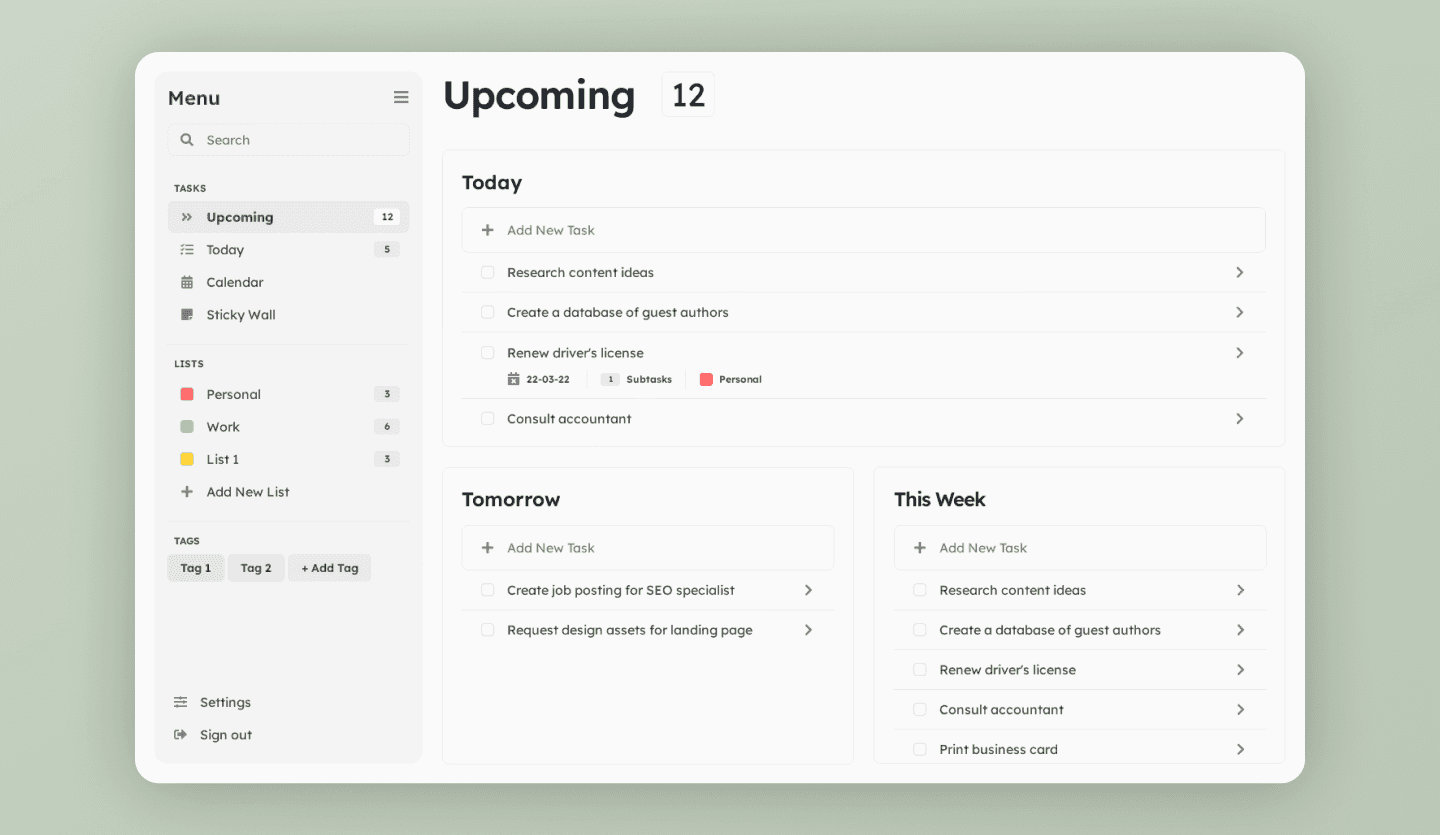 Menu
Search
TASKS
Upcoming 12
Today 5
Calendar
Sticky Wall
LISTS
Personal 3
Work 6
List 1 3
Add New List
TAGS
Tag 1 Tag 2 + Add Tag
Settings
Sign out
Upcoming 12
Today
Add New Task
Research content ideas
Create a database of guest authors
Renew driver's license
22-03-22 1 Subtasks Personal
Consult accountant
Tomorrow
Add New Task
Create job posting for SEO specialist
Request design assets for landing page
This Week
Add New Task
Research content ideas
Create a database of guest authors
Renew driver's license
Consult accountant
Print business card